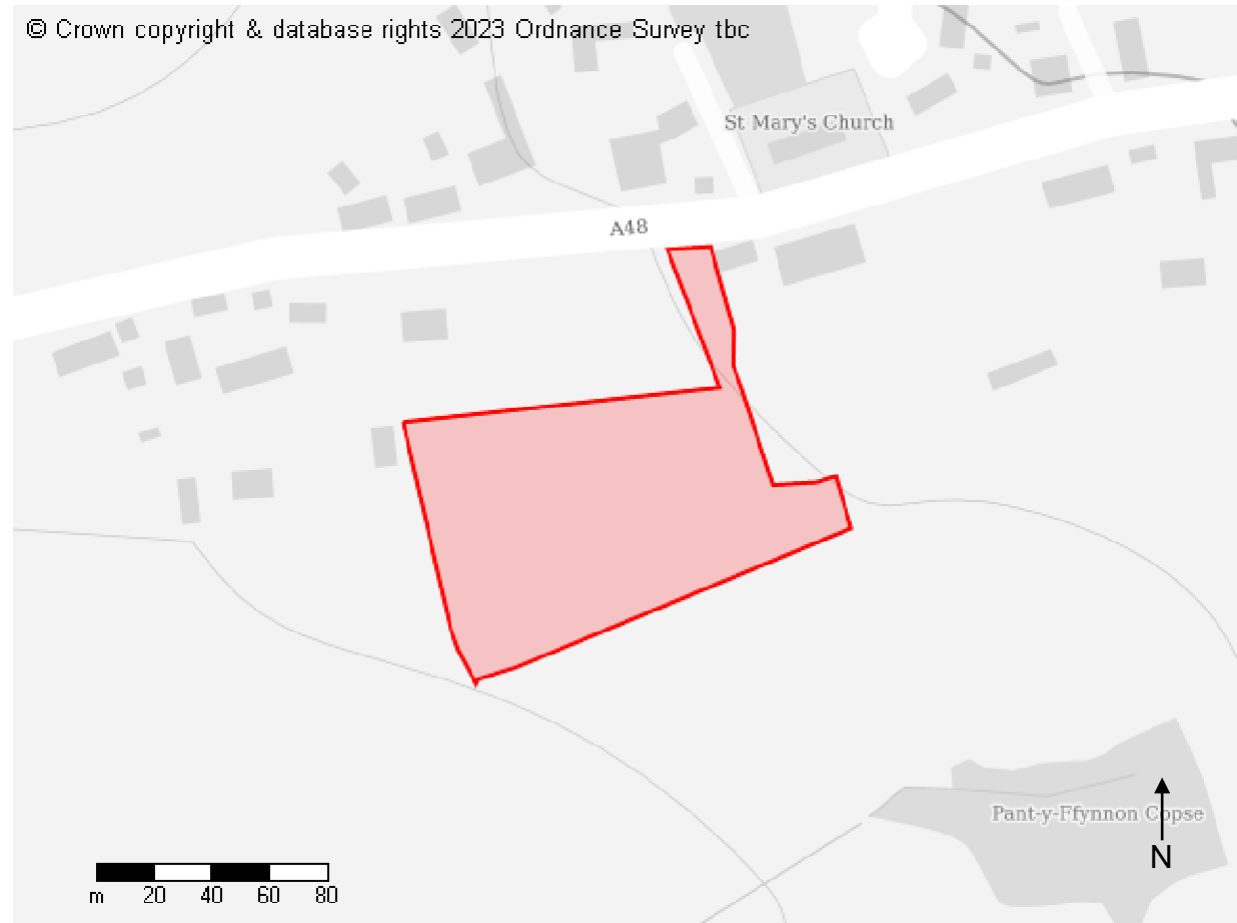 © Crown copyright & database rights 2023 Ordnance Survey tbc
St Mary's Church
A48
Pant-y-Ffynnon Copse
N
m 20 40 60 80